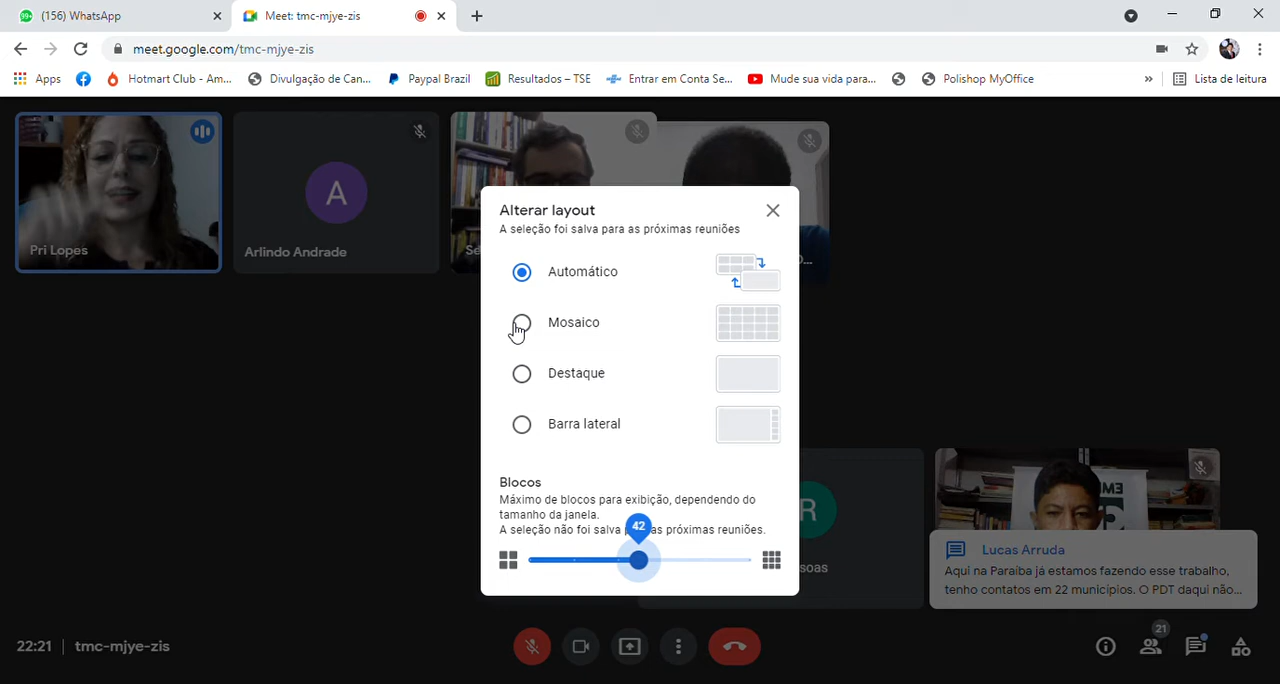 99+
(156) WhatsApp
Meet: tmc-mjye-zis
meet.google.com/tmc-mjye-zis
Apps
Hotmart Club - Am...
Divulgação de Can...
Paypal Brazil
Resultados – TSE
Entrar em Conta Se...
Mude sua vida para...
Polishop MyOffice
»
Lista de leitura
Pri Lopes
A
Arlindo Andrade
Alterar layout
A seleção foi salva para as próximas reuniões
Automático
Mosaico
Destaque
Barra lateral
Blocos
Máximo de blocos para exibição, dependendo do
tamanho da janela.
A seleção não foi salva as próximas reuniões.
42
R
soas
Lucas Arruda
Aqui na Paraíba já estamos fazendo esse trabalho,
tenho contatos em 22 municípios. O PDT daqui não...
22:21 | tmc-mjye-zis
21